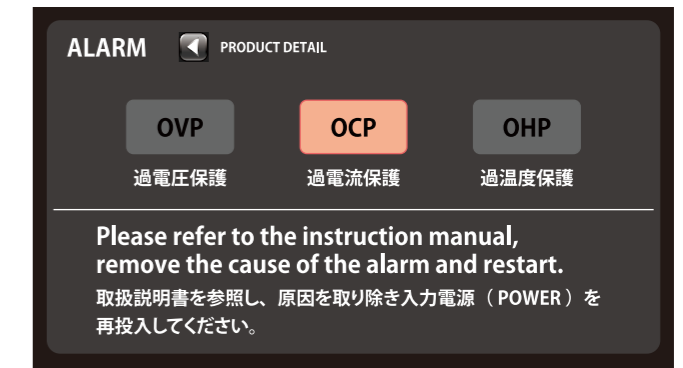 ALARM PRODUCT DETAIL
OVP OCP OHP
過電圧保護 過電流保護 過温度保護
Please refer to the instruction manual,
remove the cause of the alarm and restart.
取扱説明書を参照し、原因を取り除き入力電源（POWER）を
再投入してください。